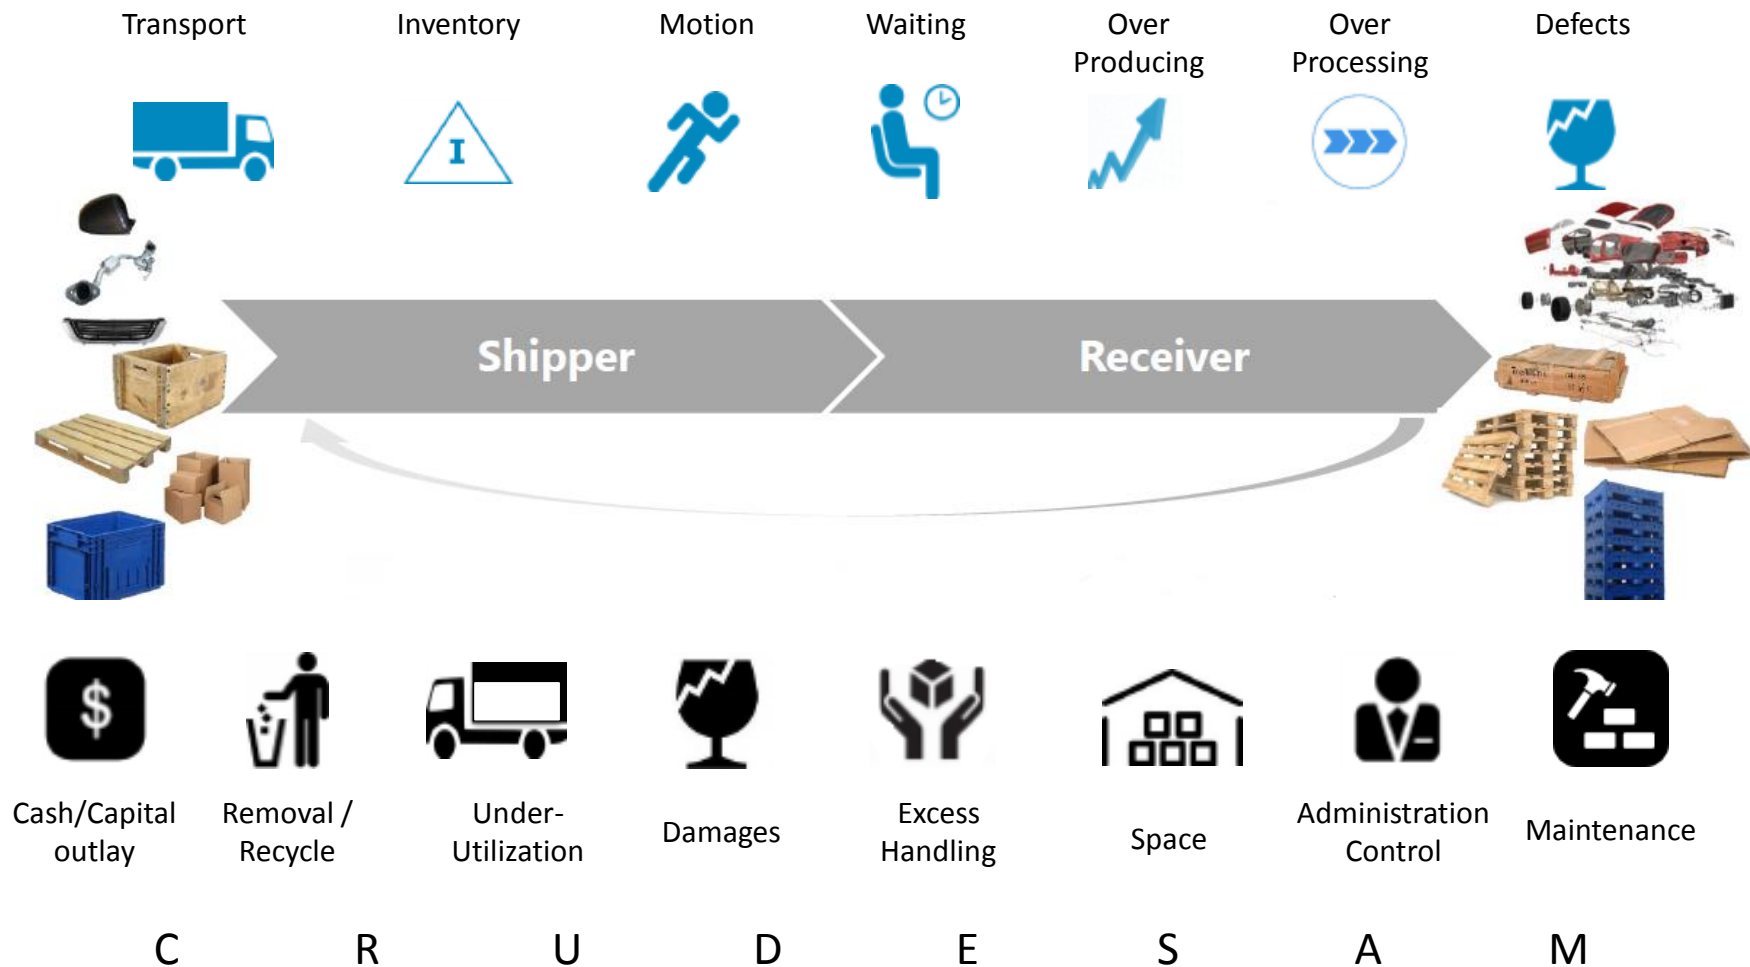 Transport
Inventory
Motion
Waiting
Over
Producing
Over
Processing
Defects
I
Shipper
Receiver
$
Cash/Capital
outlay
Removal /
Recycle
Under-
Utilization
Damages
Excess
Handling
Space
Administration
Control
Maintenance
C R U D E S A M